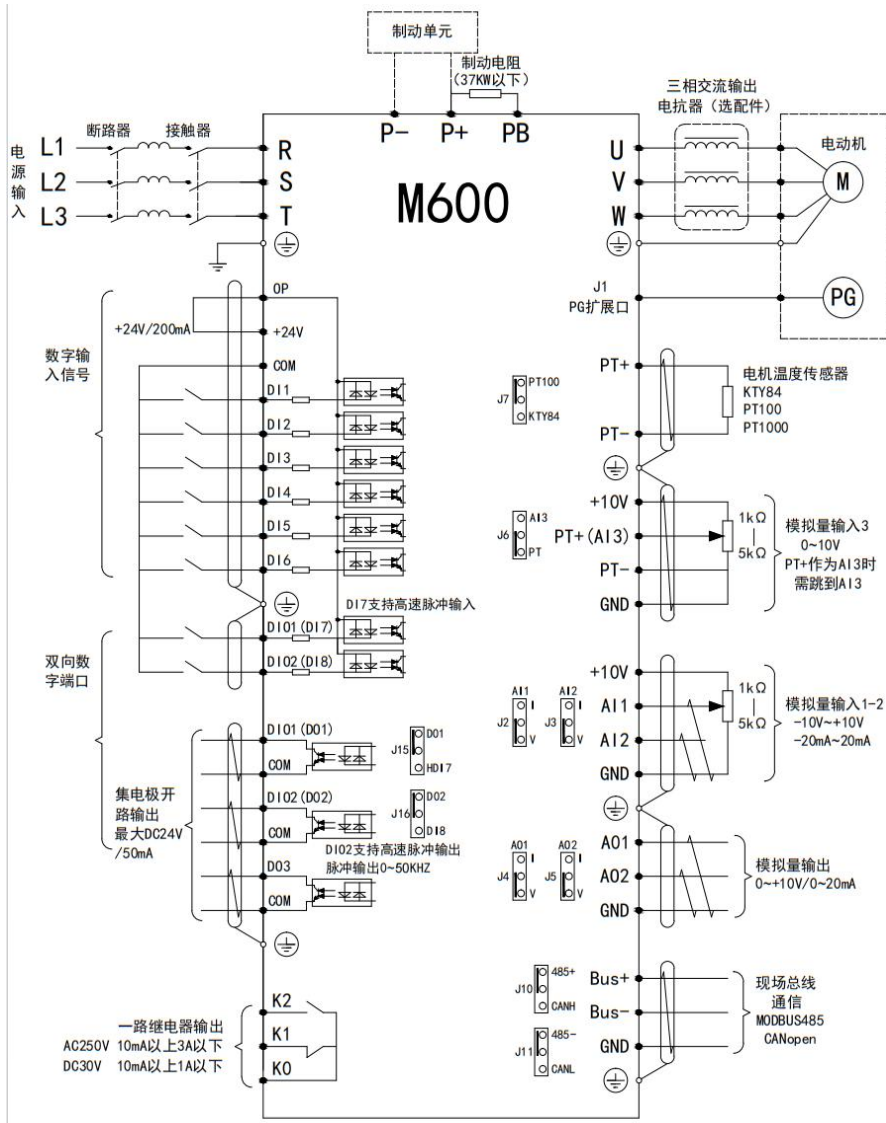 制动单元
制动电阻
（37KW以下）
三相交流输出
电抗器（选配件）
P-
P+
PB
断路器
接触器
电源输入
L1
L2
L3
R
S
T
M600
U
V
W
电动机
M
J1
PG扩展口
PG
OP
+24V/200mA
+24V
COM
数字输
入信号
DI1
DI2
DI3
DI4
DI5
DI6
J7
PT100
KTY84
PT+
PT-
电机温度传感器
KTY84
PT100
PT1000
J6
AI3
PT
+10V
PT+(AI3)
PT-
GND
1kΩ
|
5kΩ
模拟量输入3
0~10V
PT+作为AI3时
需跳到AI3
DI7支持高速脉冲输入
双向数
字端口
DIO1(DI7)
DIO2(DI8)
AI1
I
J2
V
AI2
I
J3
V
+10V
AI1
AI2
GND
1kΩ
|
5kΩ
模拟量输入1-2
-10V~+10V
-20mA~20mA
集电极开
路输出
最大DC24V
/50mA
DIO1(DO1)
COM
J15
DO1
HDI7
DIO2(DO2)
COM
J16
DO2
DI8
DIO2支持高速脉冲输出
脉冲输出0~50KHZ
DO3
COM
AO1
I
J4
V
AO2
I
J5
V
AO1
AO2
GND
模拟量输出
0~+10V/0~20mA
一路继电器输出
AC250V 10mA以上3A以下
DC30V 10mA以上1A以下
K2
K1
K0
J10
485+
CANH
J11
485-
CANL
Bus+
Bus-
GND
现场总线
通信
MODBUS485
CANopen